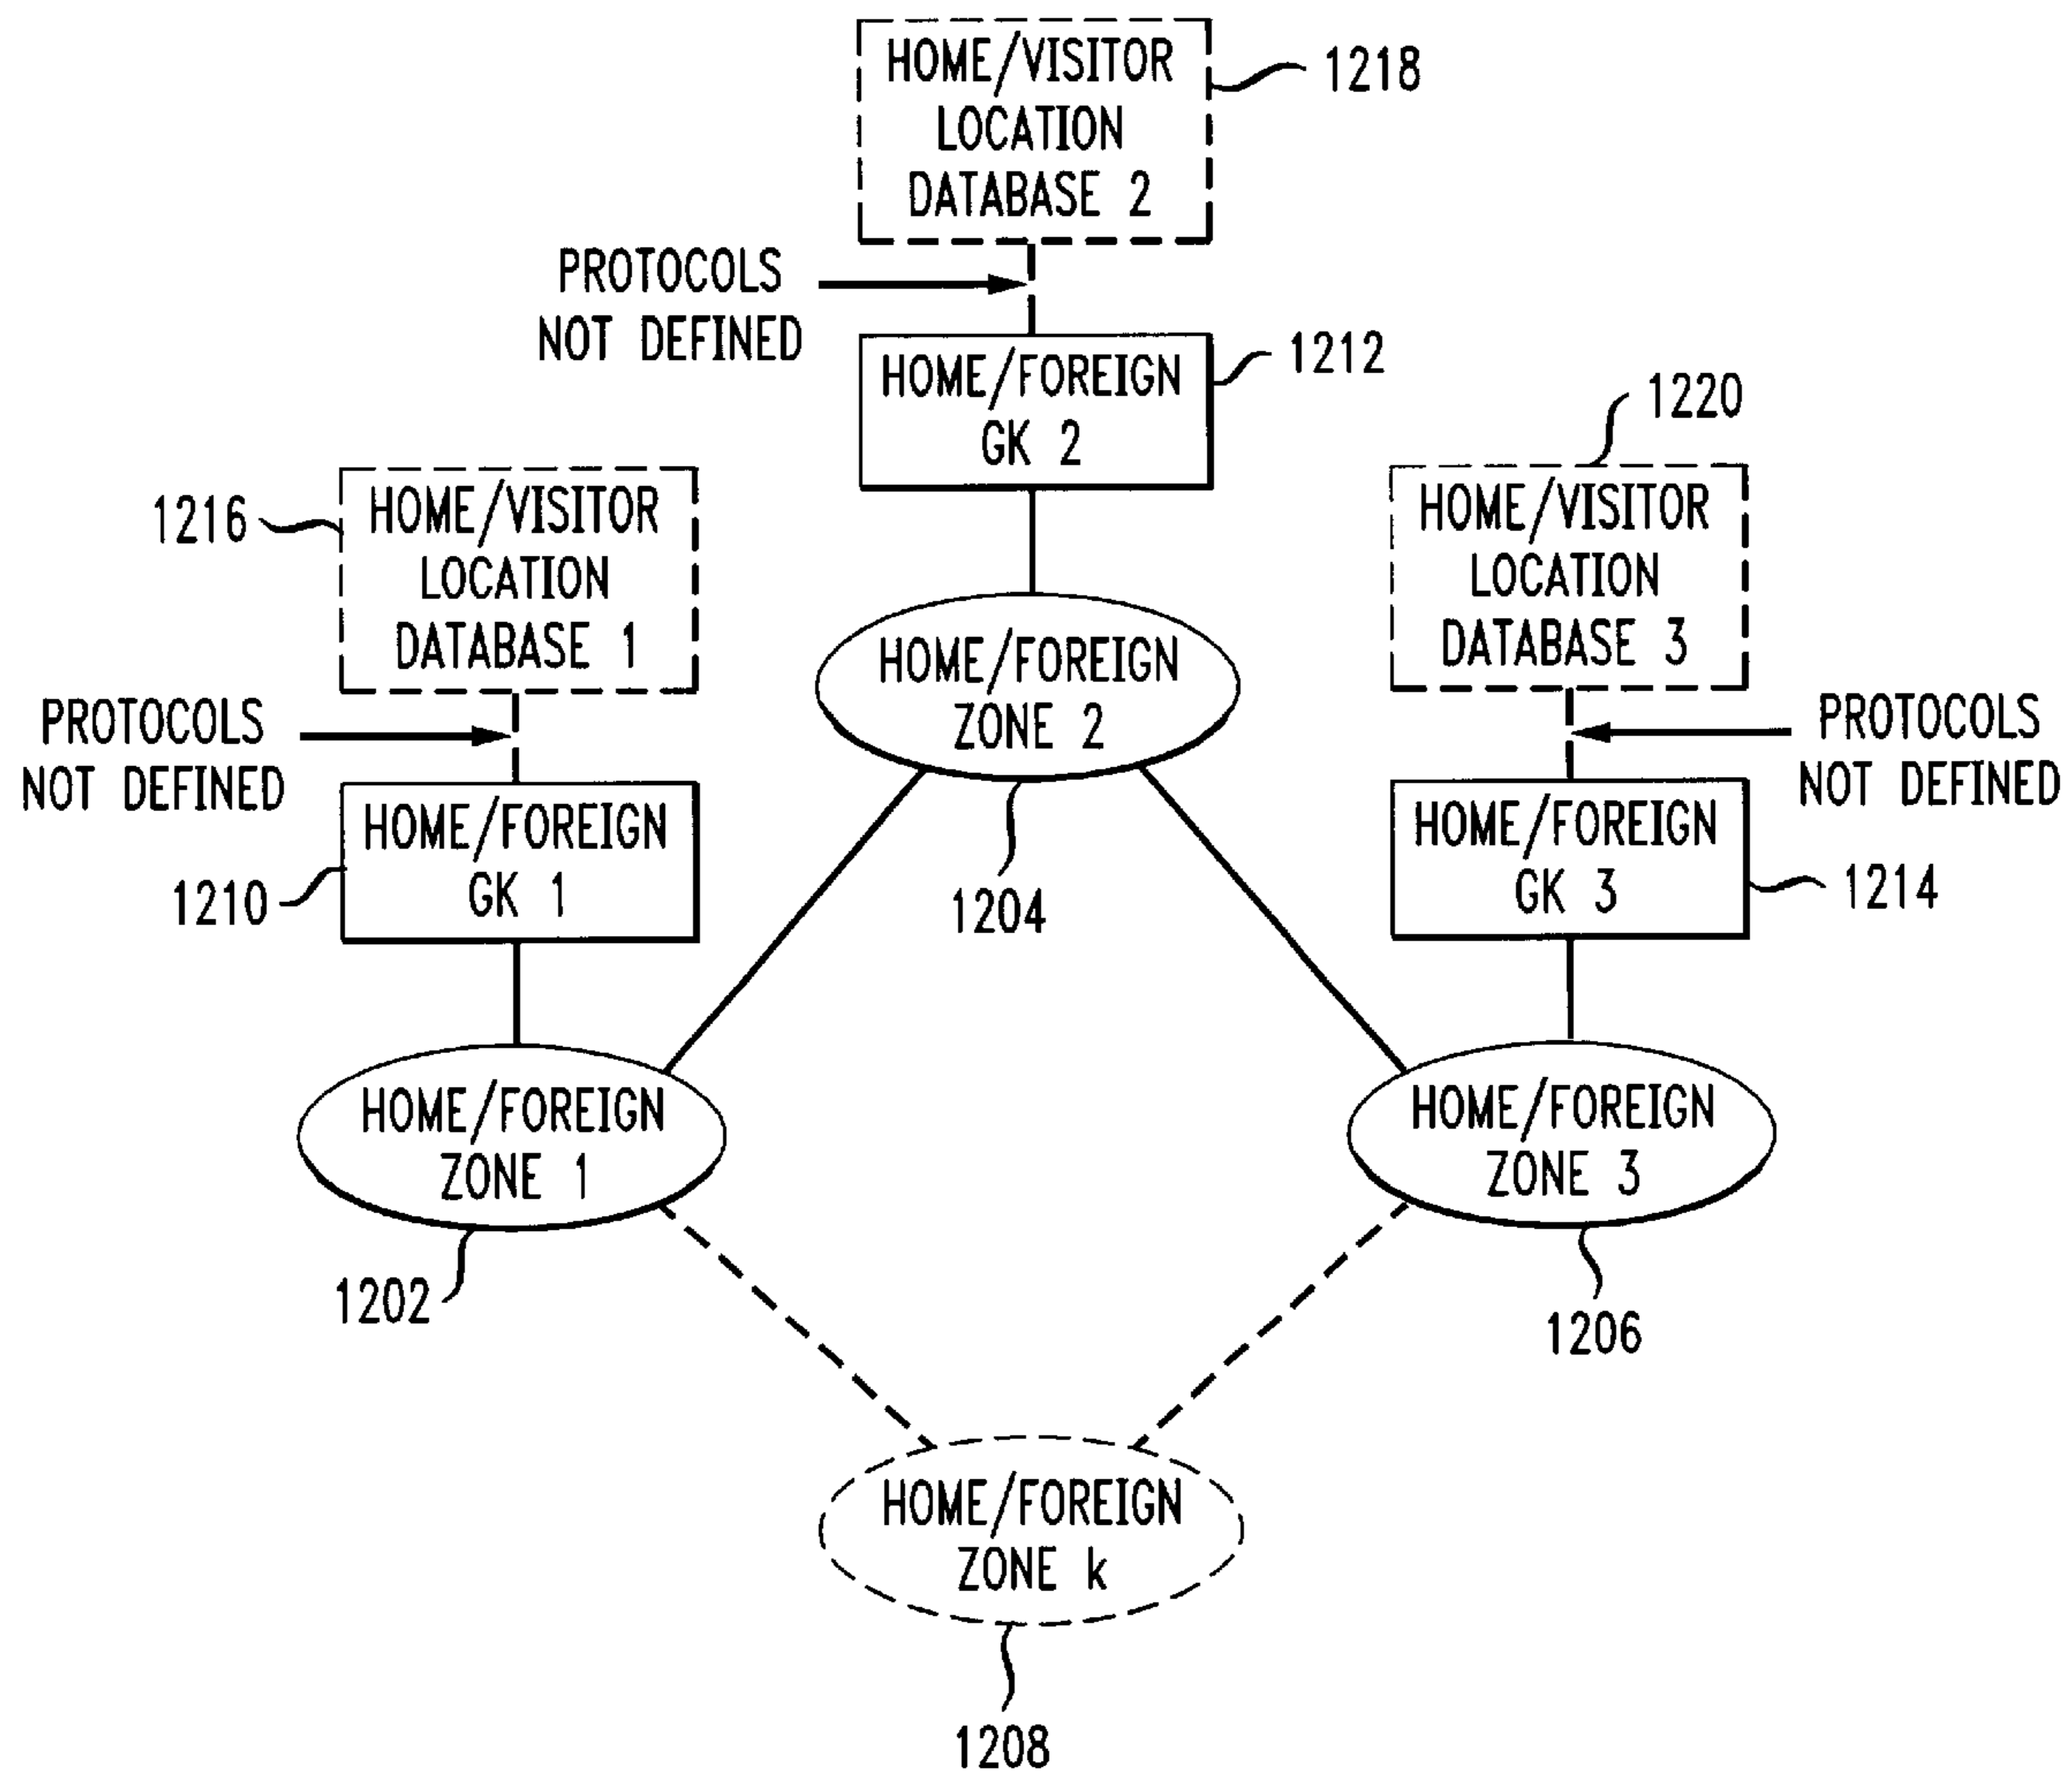 HOME/VISITOR
LOCATION
DATABASE 2
1218
PROTOCOLS
NOT DEFINED
HOME/FOREIGN
GK 2
1212
1220
1216
HOME/VISITOR
LOCATION
DATABASE 1
HOME/VISITOR
LOCATION
DATABASE 3
HOME/FOREIGN
ZONE 2
1204
PROTOCOLS
NOT DEFINED
PROTOCOLS
NOT DEFINED
HOME/FOREIGN
GK 1
1210
HOME/FOREIGN
GK 3
1214
HOME/FOREIGN
ZONE 1
1202
HOME/FOREIGN
ZONE 3
1206
HOME/FOREIGN
ZONE k
1208